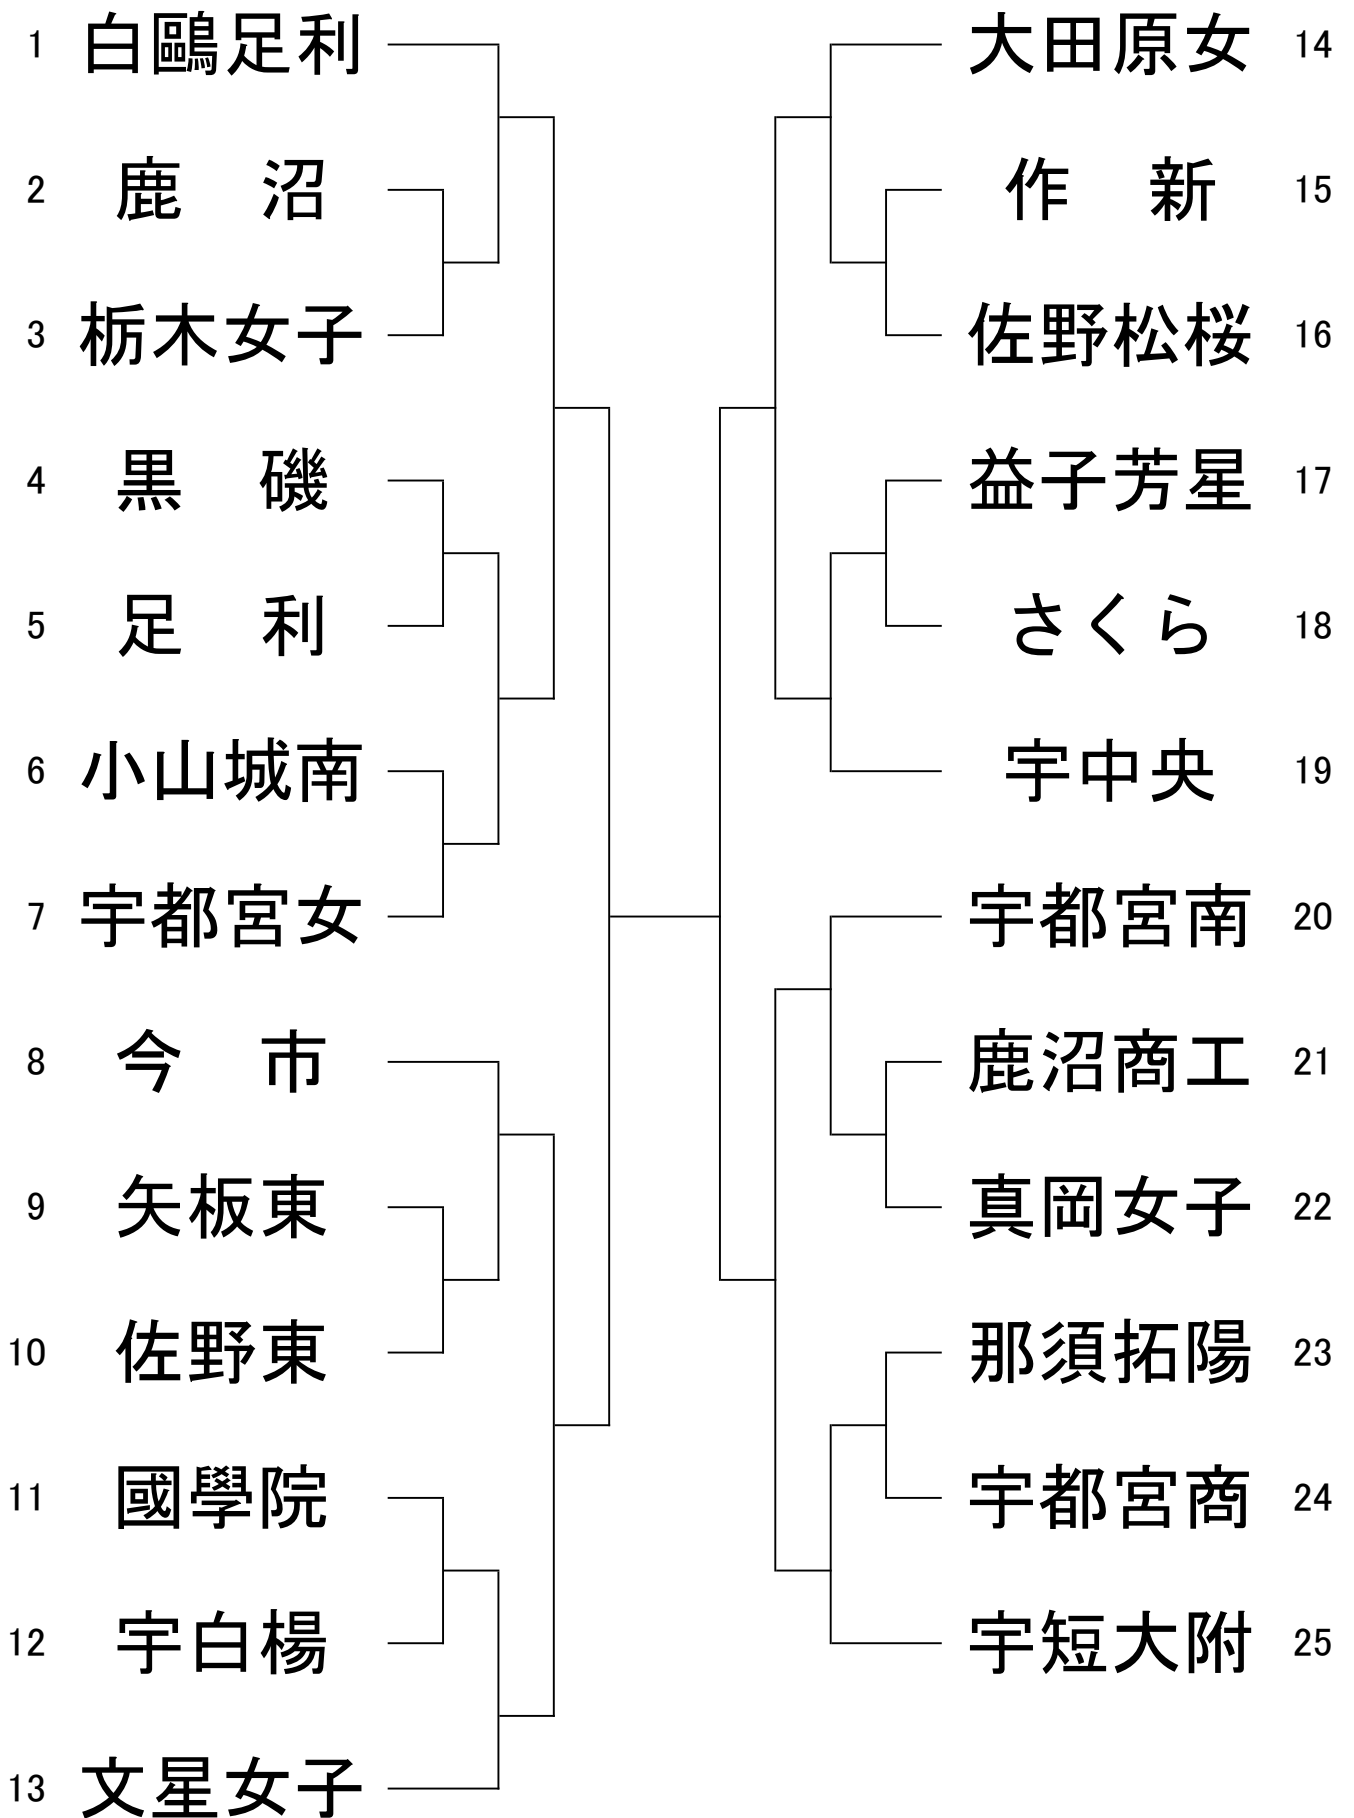 1 白鷗足利
2 鹿 沼
3 栃木女子
4 黒 磯
5 足 利
6 小山城南
7 宇都宮女
8 今 市
9 矢板東
10 佐野東
11 國學院
12 宇白楊
13 文星女子
大田原女 14
作 新 15
佐野松桜 16
益子芳星 17
さくら 18
宇中央 19
宇都宮南 20
鹿沼商工 21
真岡女子 22
那須拓陽 23
宇都宮商 24
宇短大附 25